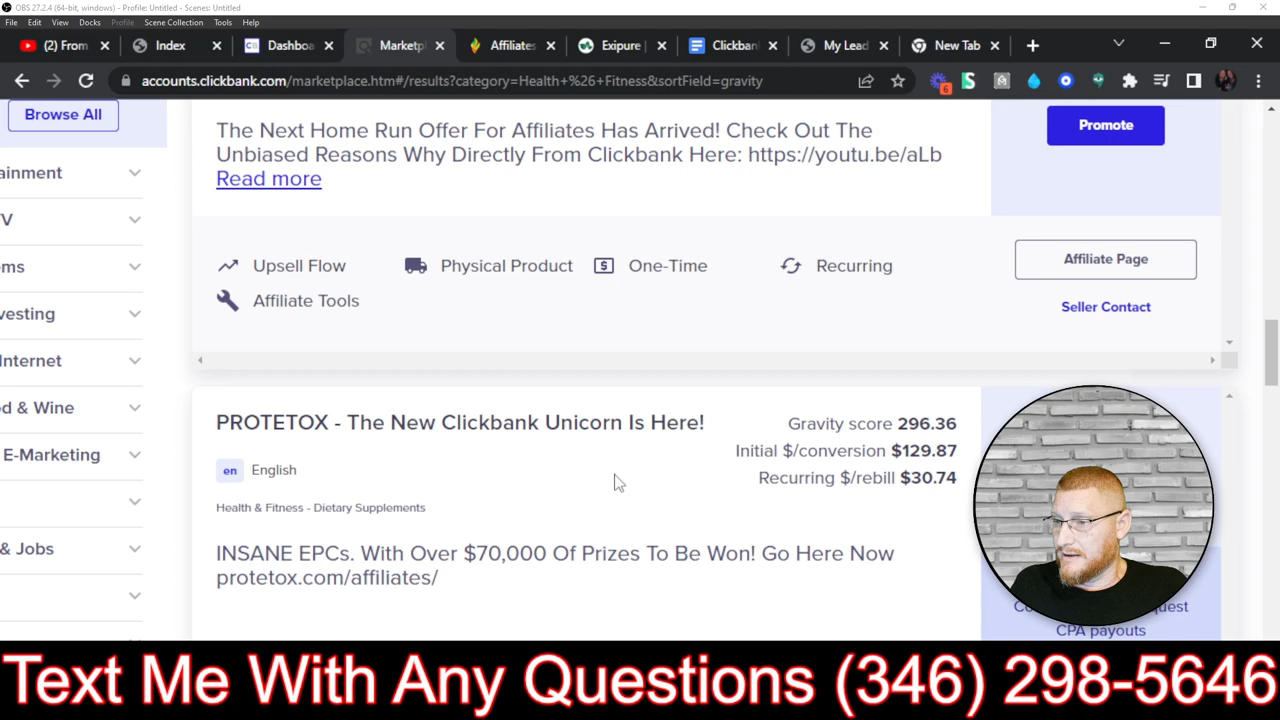 OBS 27.2.4 (64-bit, windows) - Profile: Untitled - Scenes: Untitled
File Edit View Docks Profile Scene Collection Tools Help
(2) From Index Dashbo Marketpl Affiliates Exipure | Clickban My Lead New Tab
accounts.clickbank.com/marketplace.htm#/results?category=Health+%26+Fitness&sortField=gravity
6
Browse All
ainment
V
ems
vesting
Internet
d & Wine
E-Marketing
& Jobs
The Next Home Run Offer For Affiliates Has Arrived! Check Out The
Unbiased Reasons Why Directly From Clickbank Here: https://youtu.be/aLb
Read more
Promote
Upsell Flow Physical Product One-Time Recurring
Affiliate Tools
Affiliate Page
Seller Contact
PROTETOX - The New Clickbank Unicorn Is Here!
Gravity score 296.36
Initial $/conversion $129.87
Recurring $/rebill $30.74
en English
Health & Fitness - Dietary Supplements
INSANE EPCs. With Over $70,000 Of Prizes To Be Won! Go Here Now
protetox.com/affiliates/
CPA payouts
Text Me With Any Questions (346) 298-5646